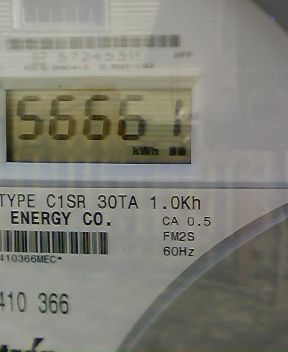 56661
kWh
TYPE C1SR 30TA 1.0Kh
ENERGY CO.
CA 0.5
FM2S
60Hz
410366MEC*
410 366